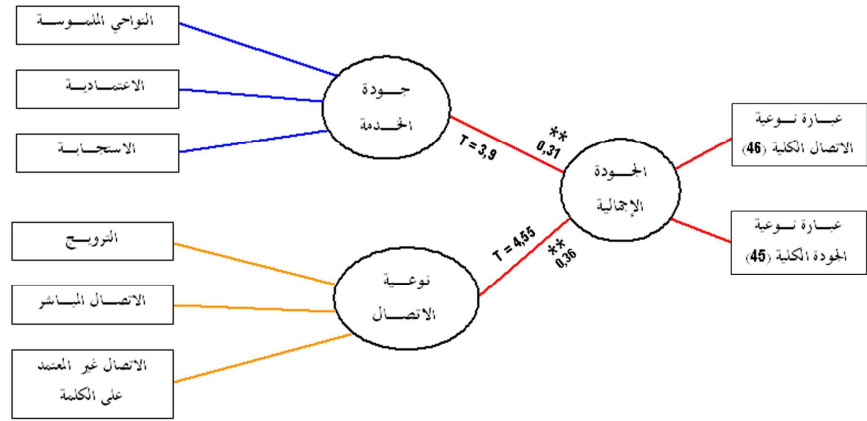 النواحي الملموسة
الاعتمادية
الاستجابة
جودة
الخدمة
T = 3,9
**
0,31
الجودة
الإجمالية
عبارة نوعية
الاتصال الكلية (46)
عبارة نوعية
الجودة الكلية (45)
T = 4,55
**
0,36
الترويج
الاتصال المباشر
الاتصال غير المعتمد
على الكلمة
نوعية
الاتصال